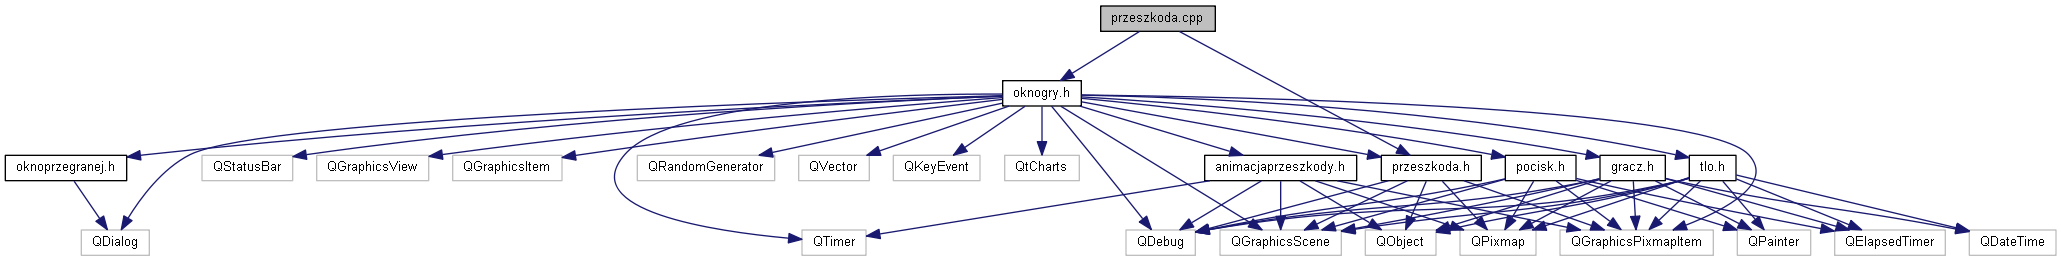 przeszkoda.cpp
oknogry.h
oknoprzegranej.h
QStatusBar
QGraphicsView
QGraphicsItem
QRandomGenerator
QVector
QKeyEvent
QtCharts
animacjaprzeszkody.h
przeszkoda.h
pocisk.h
gracz.h
tlo.h
QDialog
QTimer
QDebug
QGraphicsScene
QObject
QPixmap
QGraphicsPixmapItem
QPainter
QElapsedTimer
QDateTime